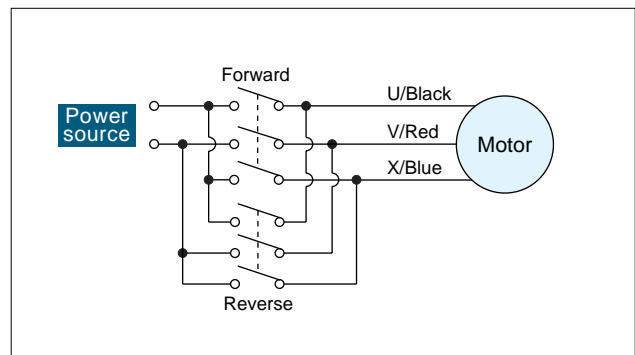 Forward
U/Black
Power
source
V/Red
Motor
X/Blue
Reverse